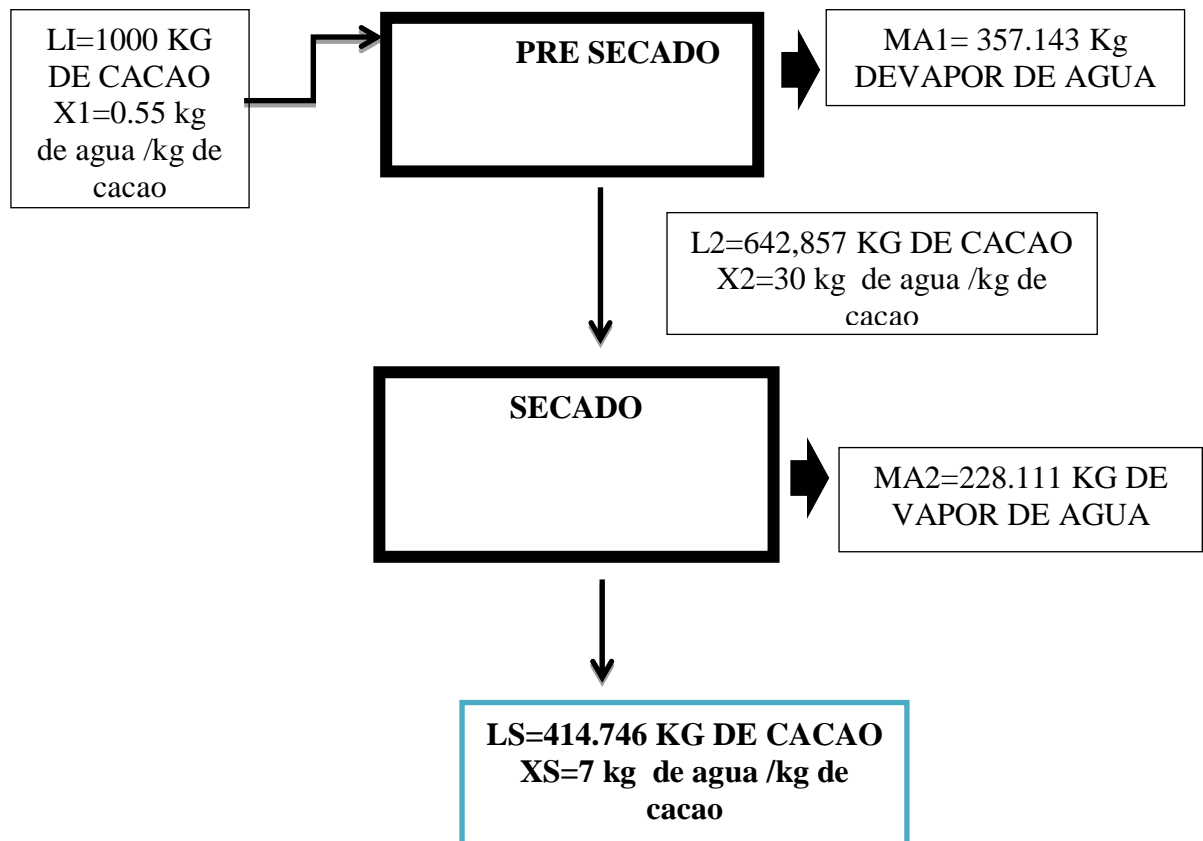 LI=1000 KG
DE CACAO
X1=0.55 kg
de agua /kg de
cacao
PRE SECADO
MA1= 357.143 Kg
DEVAPOR DE AGUA
L2=642,857 KG DE CACAO
X2=30 kg de agua /kg de
cacao
SECADO
MA2=228.111 KG DE
VAPOR DE AGUA
LS=414.746 KG DE CACAO
XS=7 kg de agua /kg de
cacao